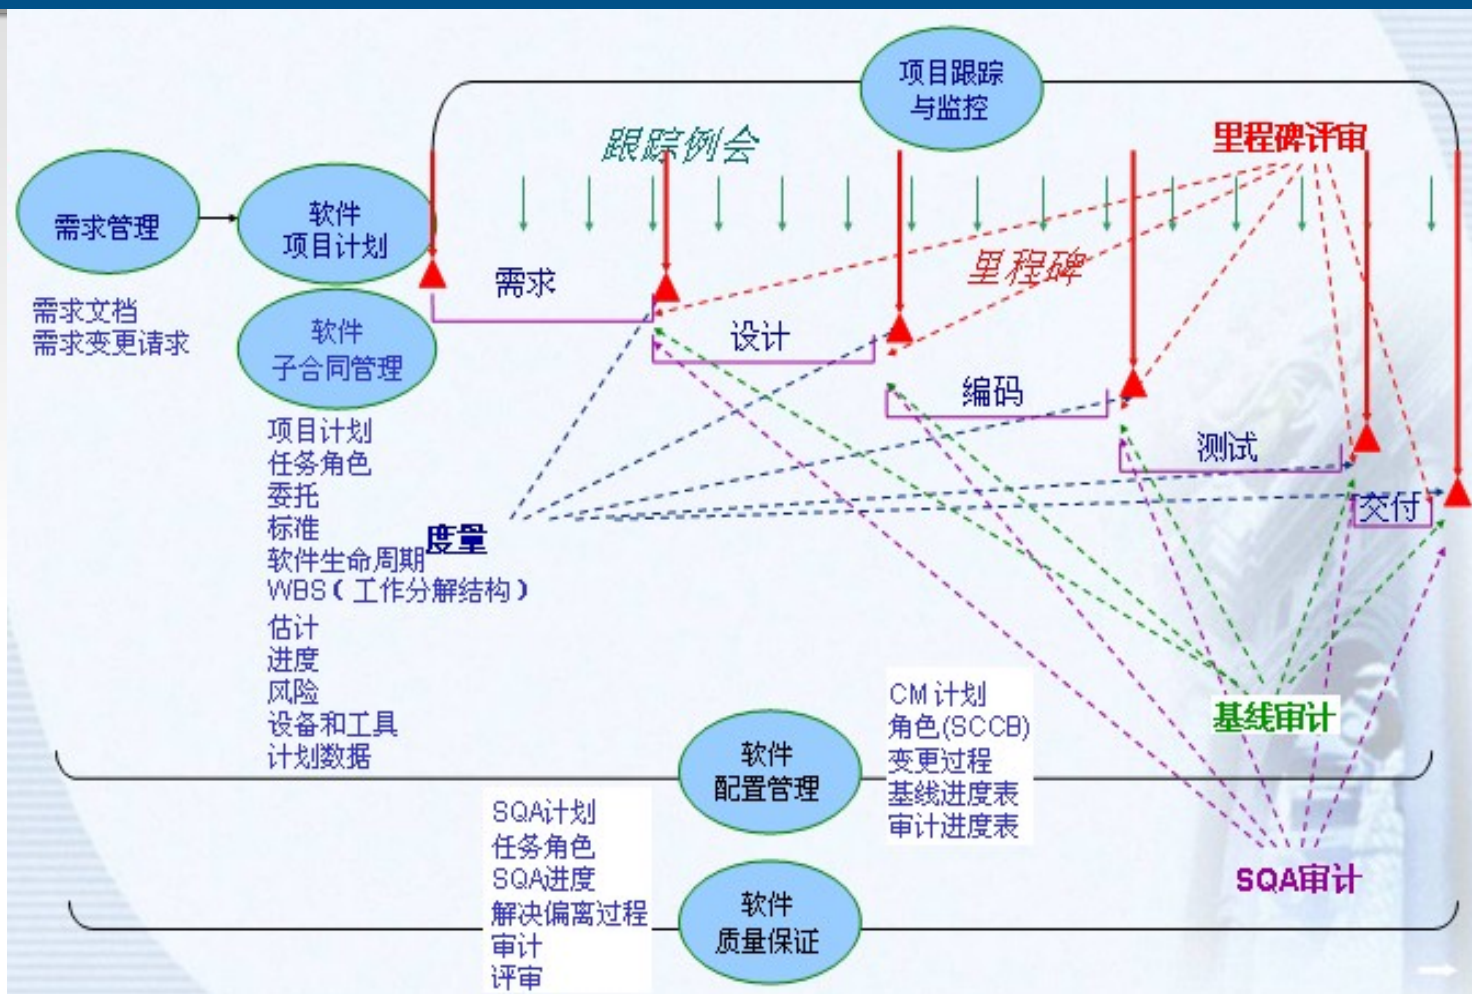 项目跟踪
与监控
跟踪例会
里程碑评审
需求管理
软件
项目计划
里程碑
需求
需求文档
需求变更请求
软件
子合同管理
设计
编码
测试
交付
项目计划
任务角色
委托
标准
软件生命周期
WBS（工作分解结构）
估计
进度
风险
设备和工具
计划数据
度量
CM 计划
角色(SCCB)
变更过程
基线进度表
审计进度表
基线审计
软件
配置管理
SQA计划
任务角色
SQA进度
解决偏离过程
审计
评审
SQA审计
软件
质量保证